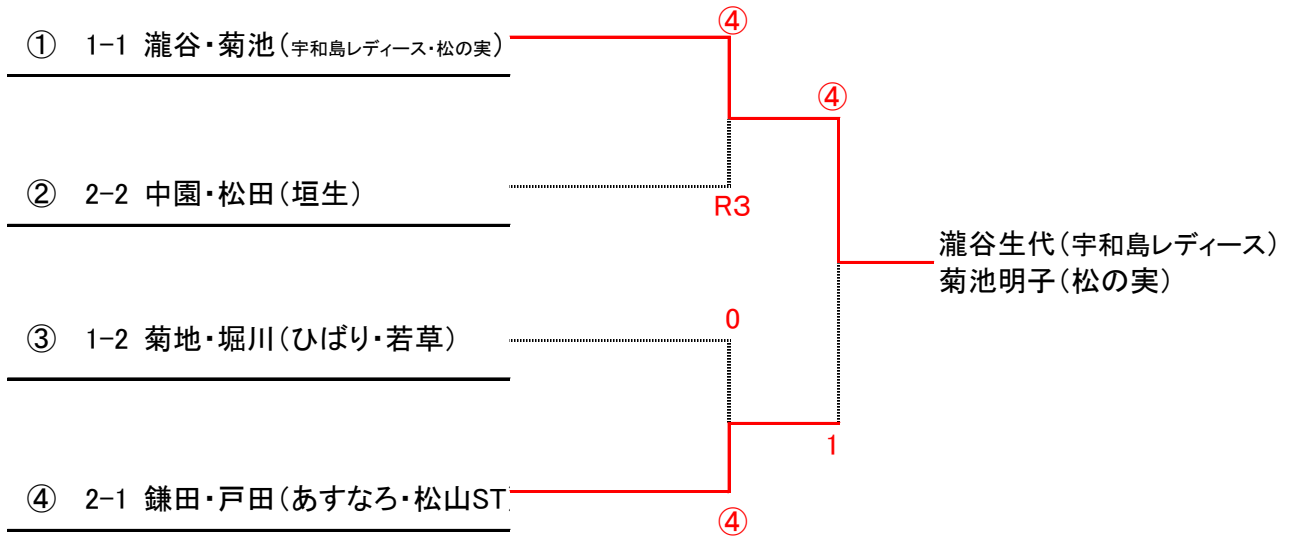 ④
① 1-1 瀧谷・菊池(宇和島レディース・松の実)
④
② 2-2 中園・松田(垣生)
R3
瀧谷生代(宇和島レディース)
菊池明子(松の実)
0
③ 1-2 菊地・堀川(ひばり・若草)
1
④ 2-1 鎌田・戸田(あすなろ・松山ST)
④